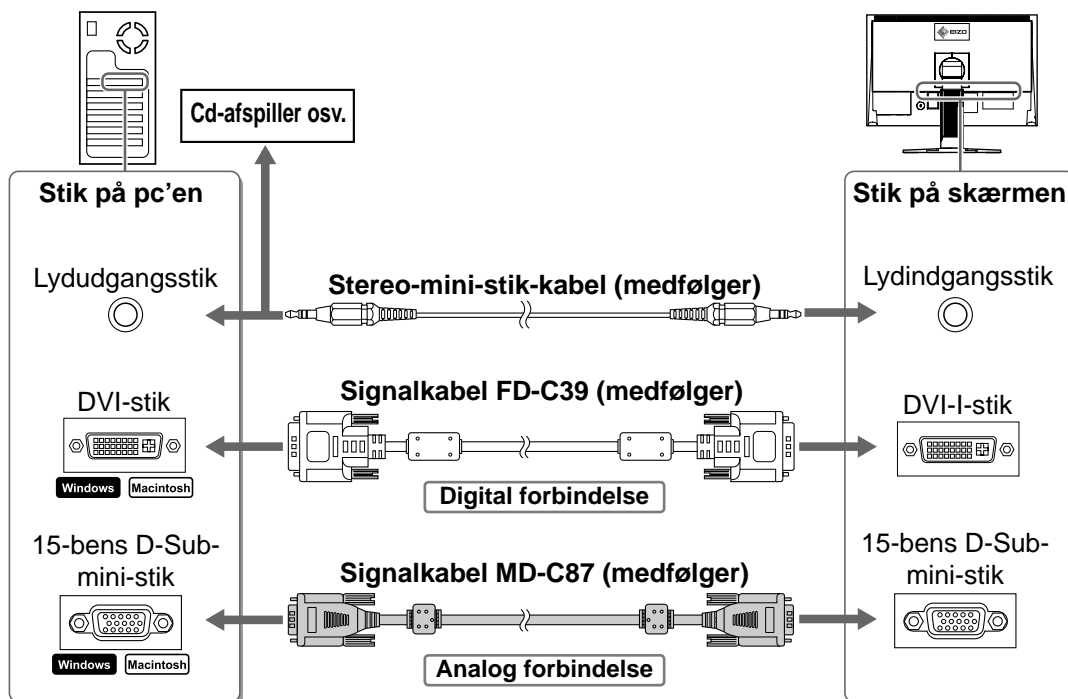 EIZO
Cd-afspiller osv.
Stik på pc'en
Stik på skærmen
Lydudgangsstik
Stereo-mini-stik-kabel (medfølger)
Lydindgangsstik
DVI-stik
Windows Macintosh
Signalkabel FD-C39 (medfølger)
Digital forbindelse
DVI-I-stik
15-bens D-Sub-
mini-stik
Windows Macintosh
Signalkabel MD-C87 (medfølger)
Analog forbindelse
15-bens D-Sub-
mini-stik